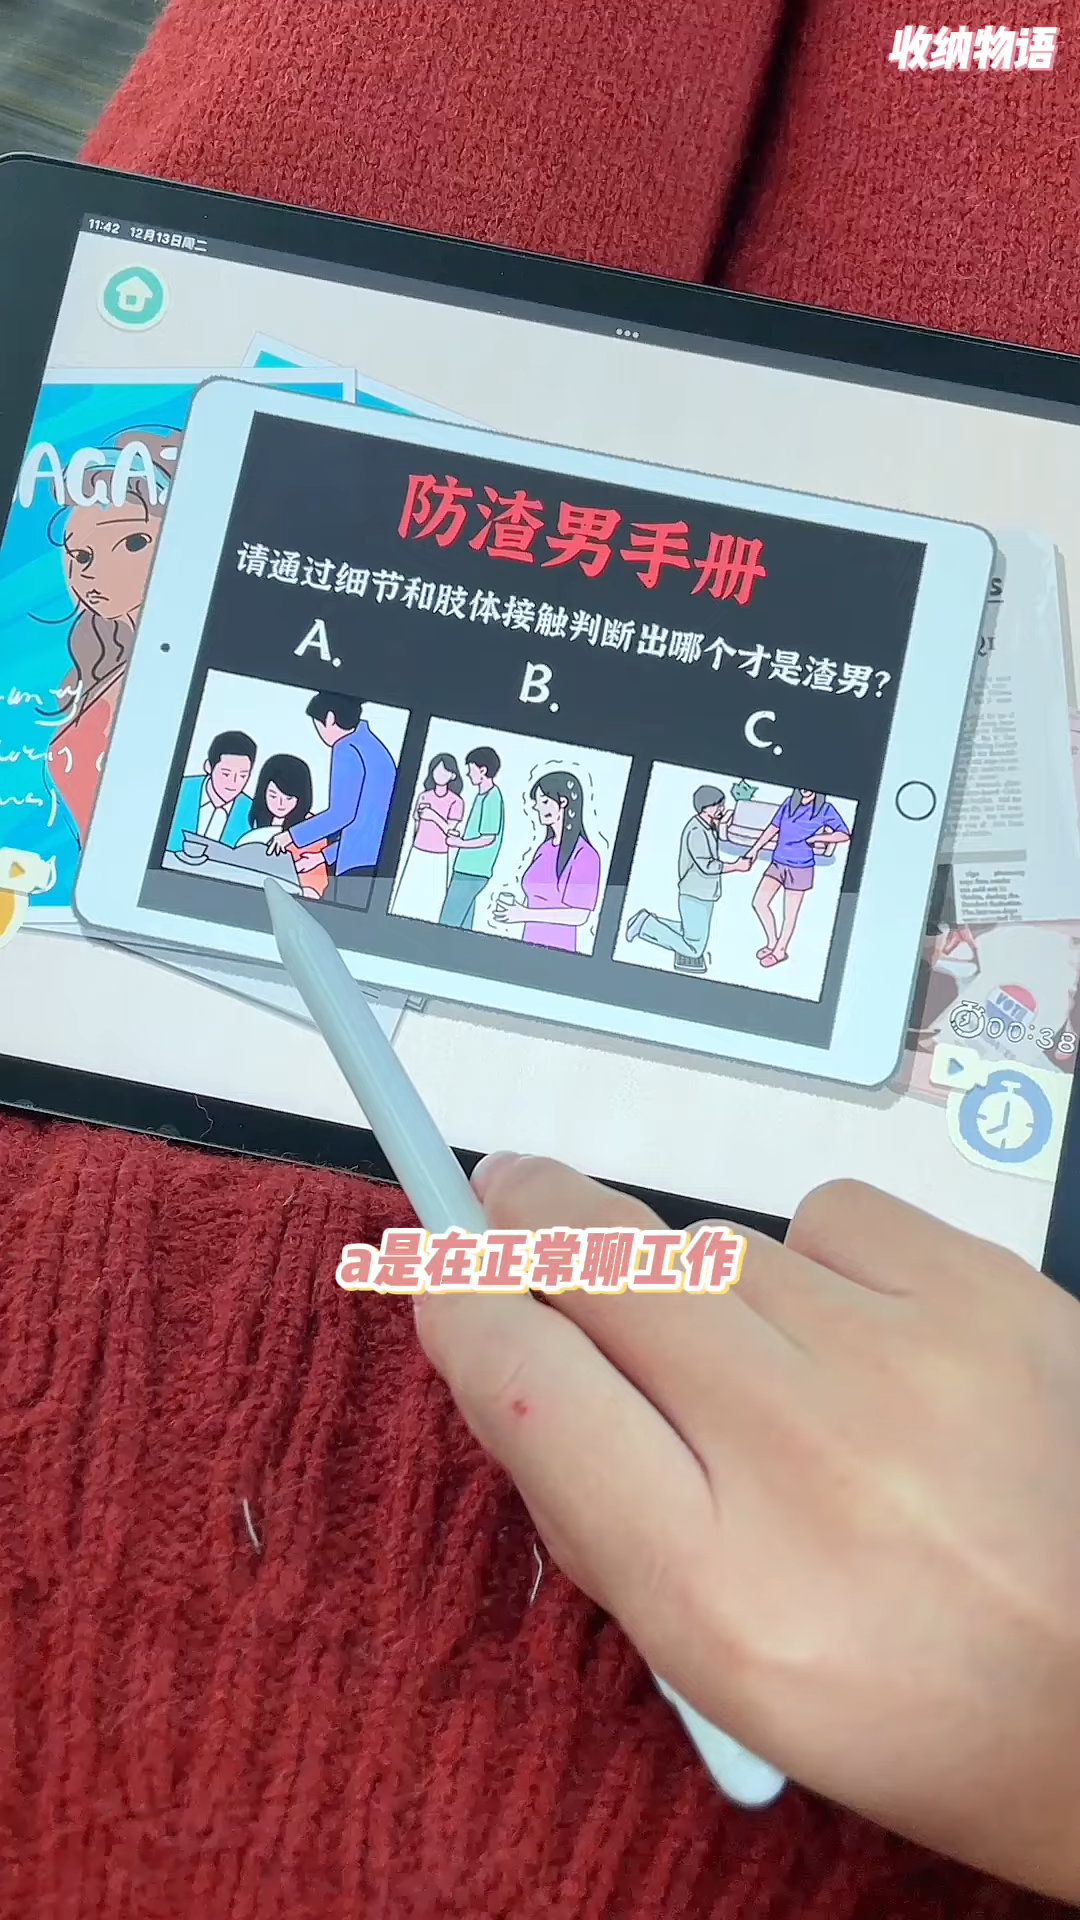 收纳物语
11:42 12月13日周二
AGA
防渣男手册
请通过细节和肢体接触判断出哪个才是渣男?
A.
B.
C.
VOTE
00:38
a是在正常聊工作